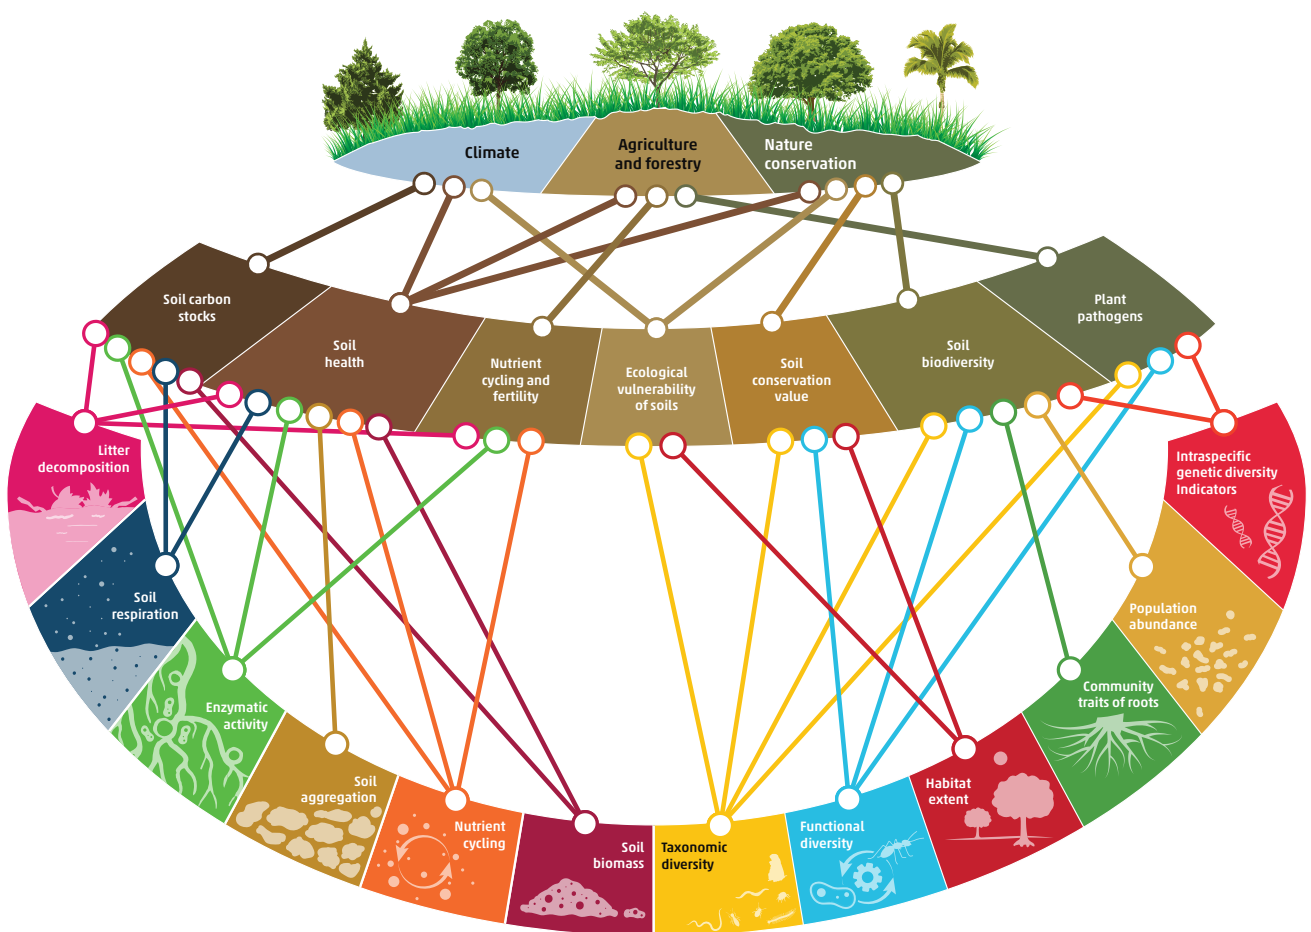 Climate
Agriculture
and forestry
Nature
conservation
Soil carbon
stocks
Soil
health
Nutrient
cycling and
fertility
Ecological
vulnerability
of soils
Soil
conservation
value
Soil
biodiversity
Plant
pathogens
Litter
decomposition
Soil
respiration
Enzymatic
activity
Soil
aggregation
Nutrient
cycling
Soil
biomass
Taxonomic
diversity
Functional
diversity
Habitat
extent
Community
traits of roots
Population
abundance
Intraspecific
genetic diversity
Indicators